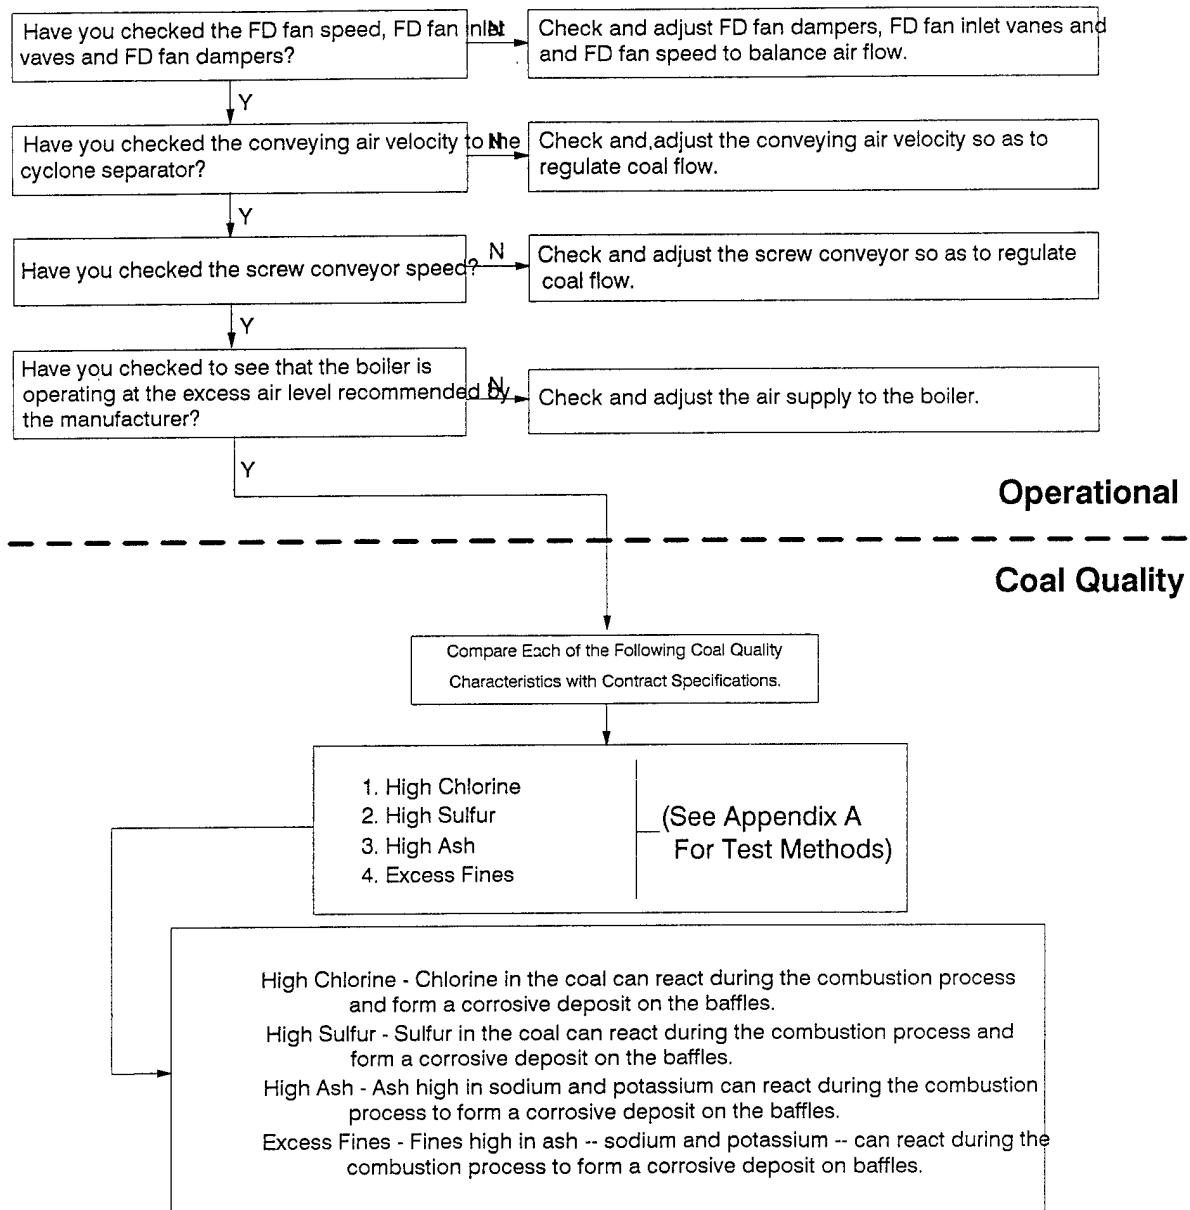 Have you checked the FD fan speed, FD fan inlet
vaves and FD fan dampers?
N
Check and adjust FD fan dampers, FD fan inlet vanes and
and FD fan speed to balance air flow.
Y
Have you checked the conveying air velocity to the
cyclone separator?
N
Check and adjust the conveying air velocity so as to
regulate coal flow.
Y
Have you checked the screw conveyor speed?
N
Check and adjust the screw conveyor so as to regulate
coal flow.
Y
Have you checked to see that the boiler is
operating at the excess air level recommended by
the manufacturer?
N
Check and adjust the air supply to the boiler.
Y
Operational
Coal Quality
Compare Each of the Following Coal Quality
Characteristics with Contract Specifications.
1. High Chlorine
2. High Sulfur
3. High Ash
4. Excess Fines
(See Appendix A
For Test Methods)
High Chlorine - Chlorine in the coal can react during the combustion process
and form a corrosive deposit on the baffles.
High Sulfur - Sulfur in the coal can react during the combustion process and
form a corrosive deposit on the baffles.
High Ash - Ash high in sodium and potassium can react during the combustion
process to form a corrosive deposit on the baffles.
Excess Fines - Fines high in ash -- sodium and potassium -- can react during the
combustion process to form a corrosive deposit on baffles.